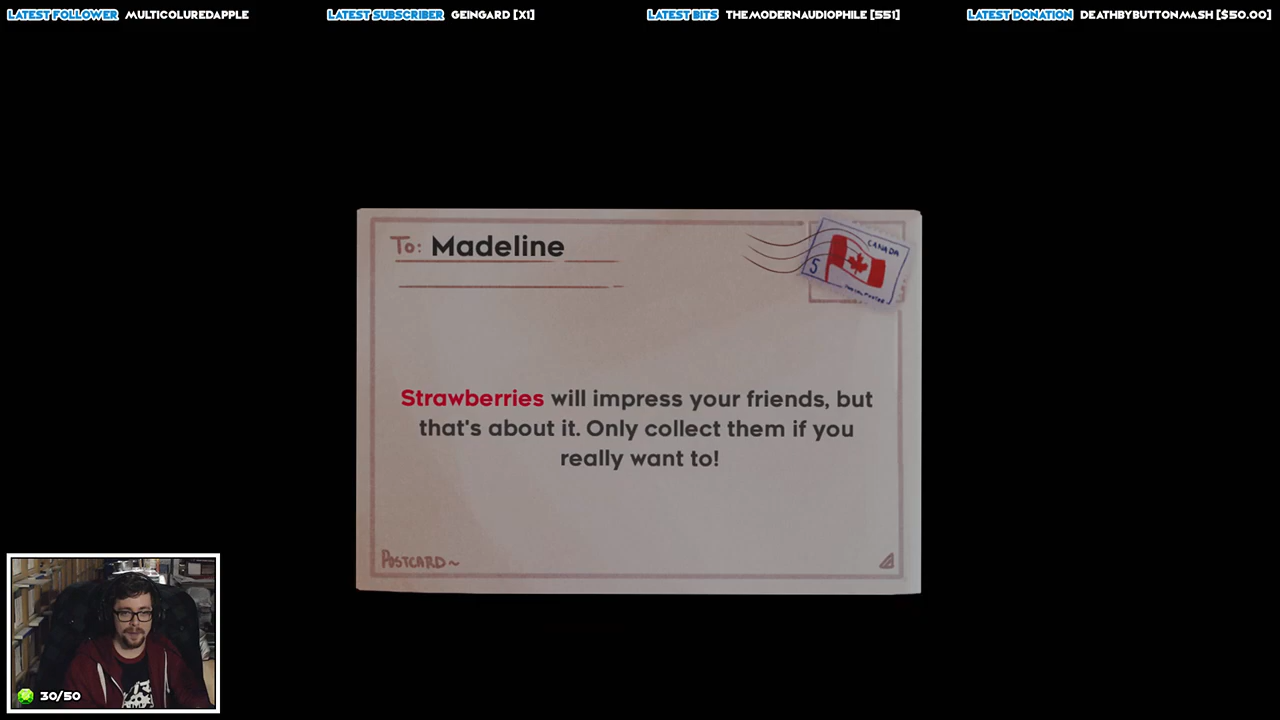 LATEST FOLLOWER MULTICOLUREDAPPLE LATEST SUBSCRIBER GEINGARD [X1] LATEST BITS THEMODERNAUDIOPHILE [551] LATEST DONATION DEATHBYBUTTONMASH [$50.00]
To: Madeline
CANADA
5
Strawberries will impress your friends, but
that's about it. Only collect them if you
really want to!
POSTCARD~
30/50